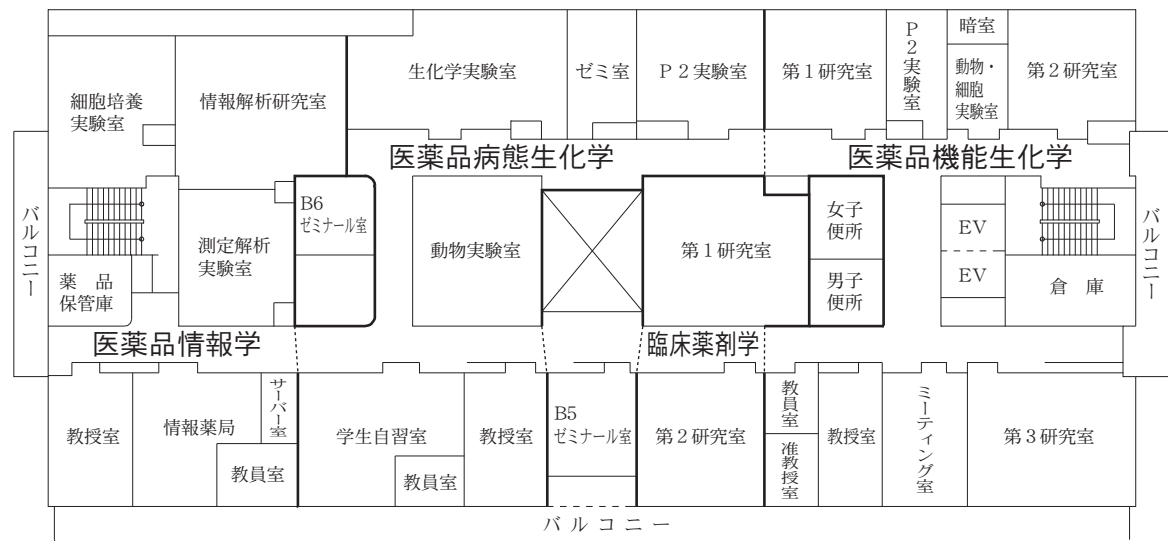 細胞培養
実験室
情報解析研究室
生化学実験室
ゼミ室
P２実験室
第１研究室
P２実験室
暗室
動物・
細胞
実験室
第２研究室
医薬品病態生化学
医薬品機能生化学
バルコニー
測定解析
実験室
B6
ゼミナール室
動物実験室
第１研究室
女子
便所
男子
便所
EV
EV
倉庫
バルコニー
薬品
保管庫
医薬品情報学
臨床薬剤学
教授室
情報薬局
サーバー室
教員室
学生自習室
教員室
教授室
B5
ゼミナール室
第２研究室
教員室
准教授室
教授室
ミーティング室
第３研究室
バルコニー